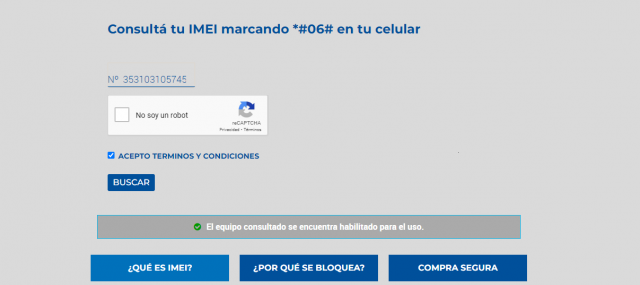 Consultá tu IMEI marcando *#06# en tu celular
Nº 353103105745
No soy un robot
reCAPTCHA
Privacidad - Términos
ACEPTO TERMINOS Y CONDICIONES
BUSCAR
El equipo consultado se encuentra habilitado para el uso.
¿QUÉ ES IMEI?
¿POR QUÉ SE BLOQUEA?
COMPRA SEGURA